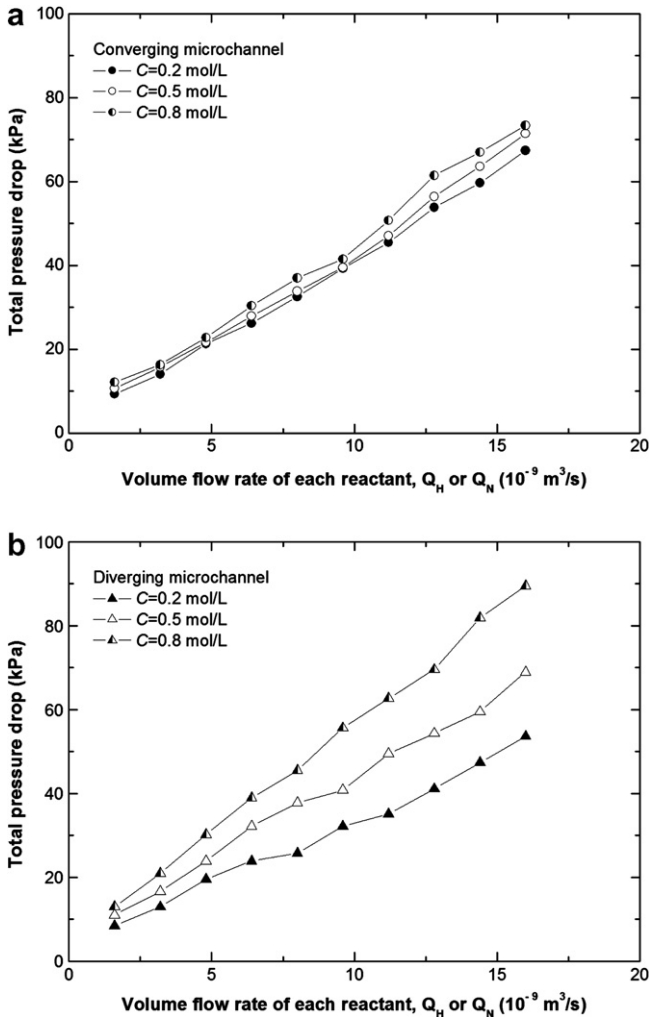 a
100
80
60
40
20
0
Total pressure drop (kPa)
Converging microchannel
C=0.2 mol/L
C=0.5 mol/L
C=0.8 mol/L
0 5 10 15 20
Volume flow rate of each reactant, Q_H or Q_N (10⁻⁹ m³/s)
b
100
80
60
40
20
0
Total pressure drop (kPa)
Diverging microchannel
C=0.2 mol/L
C=0.5 mol/L
C=0.8 mol/L
0 5 10 15 20
Volume flow rate of each reactant, Q_H or Q_N (10⁻⁹ m³/s)